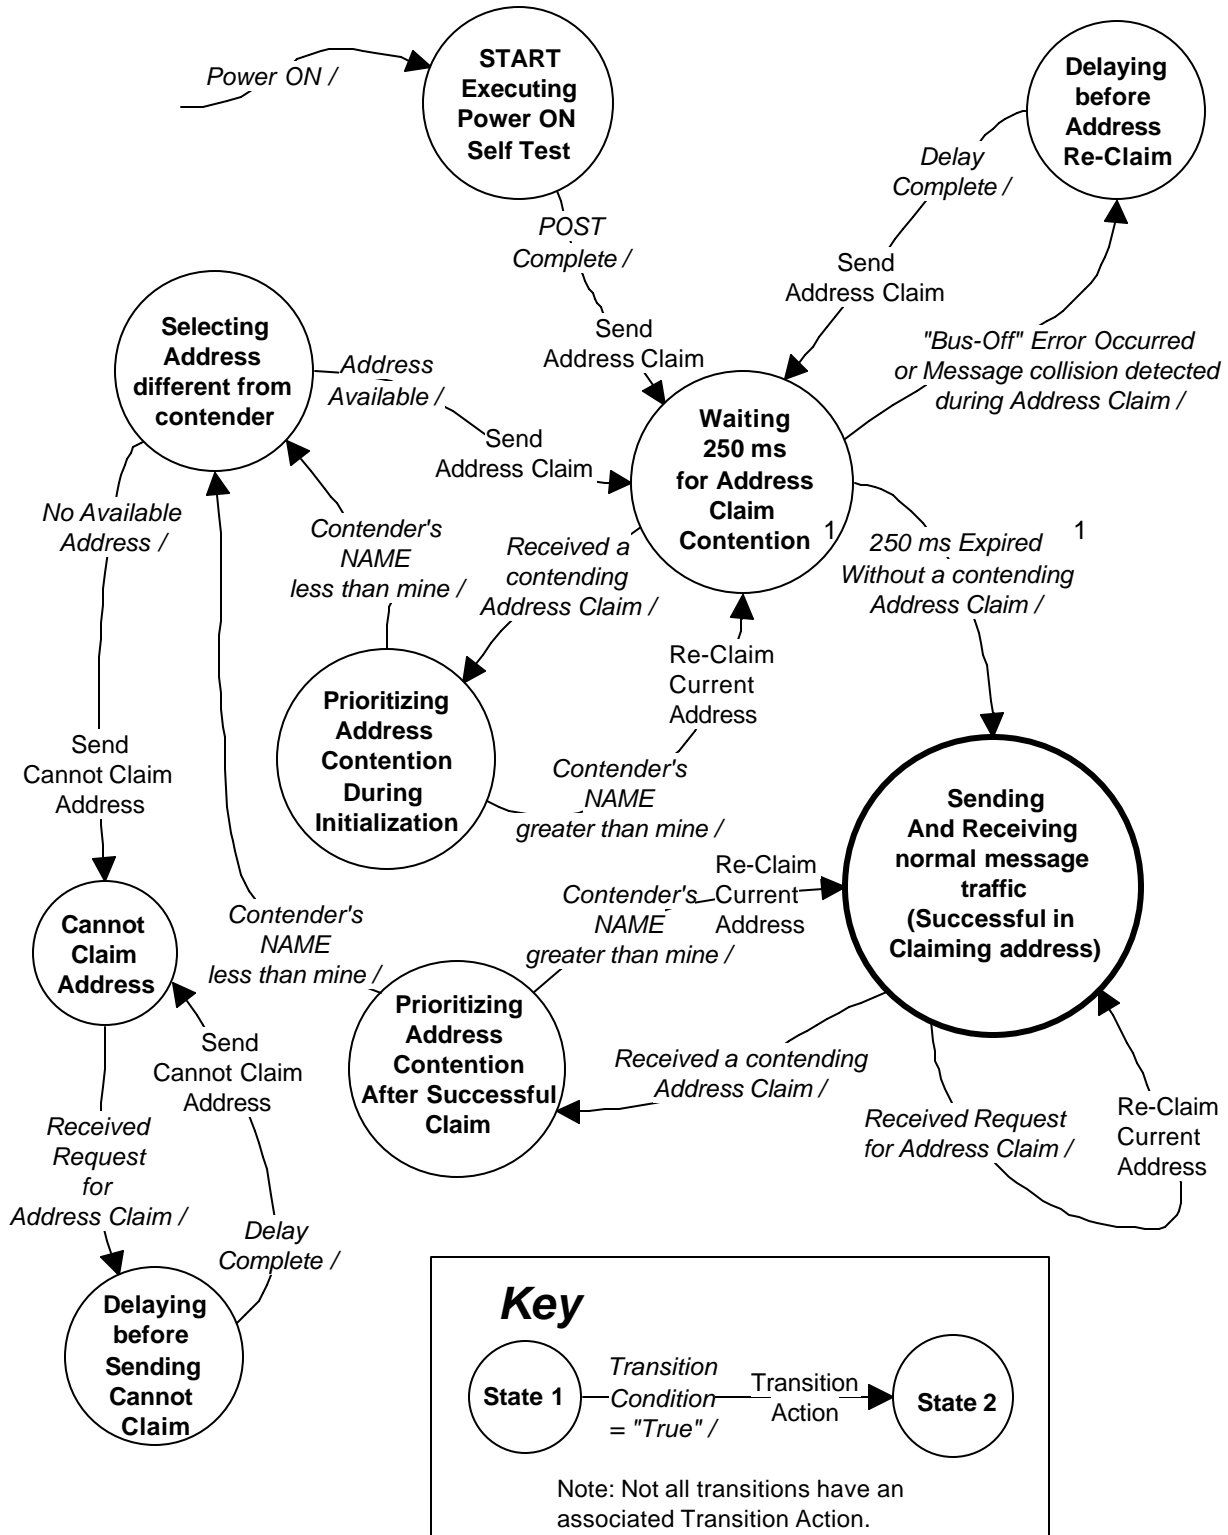 Power ON /
START
Executing
Power ON
Self Test
Delaying
before
Address
Re-Claim
Delay
Complete /
POST
Complete /
Send
Address Claim
Send
Address Claim
Selecting
Address
different from
contender
Address
Available /
Send
Address Claim
"Bus-Off" Error Occurred
or Message collision detected
during Address Claim /
Waiting
250 ms
for Address
Claim
Contention 1
No Available
Address /
Contender's
NAME
less than mine /
Received a
contending
Address Claim /
250 ms Expired 1
Without a contending
Address Claim /
Re-Claim
Current
Address
Prioritizing
Address
Contention
During
Initialization
Send
Cannot Claim
Address
Contender's
NAME
greater than mine /
Sending
And Receiving
normal message
traffic
(Successful in
Claiming address)
Re-Claim
Current
Address
Contender's
NAME
greater than mine /
Contender's
NAME
less than mine /
Cannot
Claim
Address
Prioritizing
Address
Contention
After Successful
Claim
Send
Cannot Claim
Address
Received a contending
Address Claim /
Received Request
for Address Claim /
Re-Claim
Current
Address
Received
Request
for
Address Claim /
Delay
Complete /
Delaying
before
Sending
Cannot
Claim
Key
State 1
Transition
Condition
= "True" /
Transition
Action
State 2
Note: Not all transitions have an
associated Transition Action.